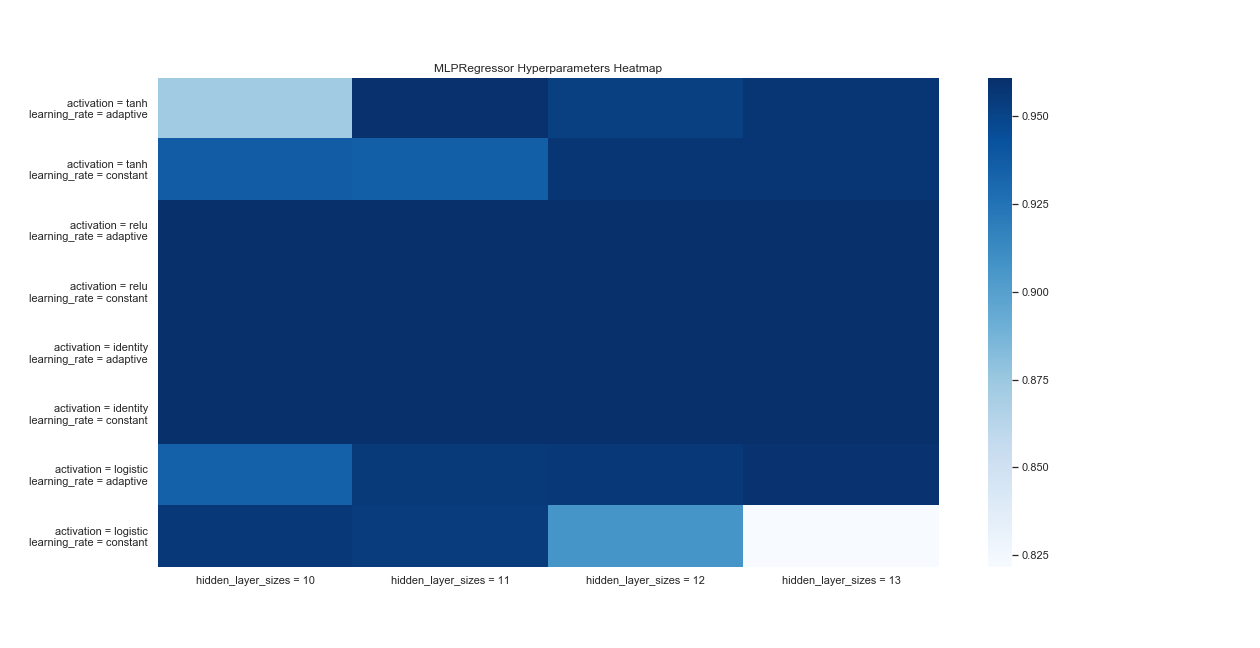 MLPRegressor Hyperparameters Heatmap
activation = tanh
learning_rate = adaptive
activation = tanh
learning_rate = constant
activation = relu
learning_rate = adaptive
activation = relu
learning_rate = constant
activation = identity
learning_rate = adaptive
activation = identity
learning_rate = constant
activation = logistic
learning_rate = adaptive
activation = logistic
learning_rate = constant
hidden_layer_sizes = 10
hidden_layer_sizes = 11
hidden_layer_sizes = 12
hidden_layer_sizes = 13
0.950
0.925
0.900
0.875
0.850
0.825